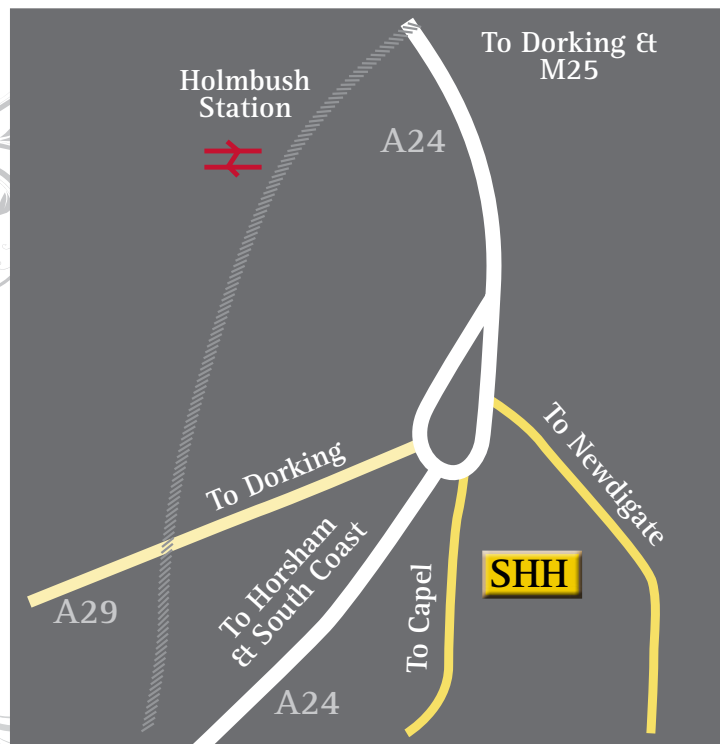 To Dorking &
M25
Holmbush
Station
A24
To Newdigate
To Dorking
SHH
To Horsham
& South Coast
To Capel
A29
A24